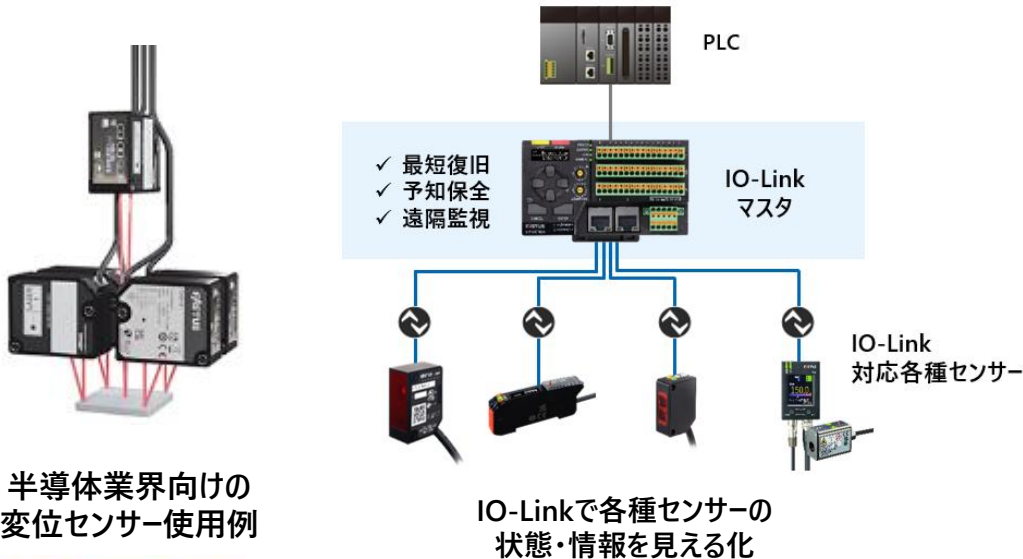 PLC
✓ 最短復旧
✓ 予知保全
✓ 遠隔監視
IO-Link
マスタ
IO-Link
対応各種センサー
半導体業界向けの
変位センサー使用例
IO-Linkで各種センサーの
状態・情報を見える化